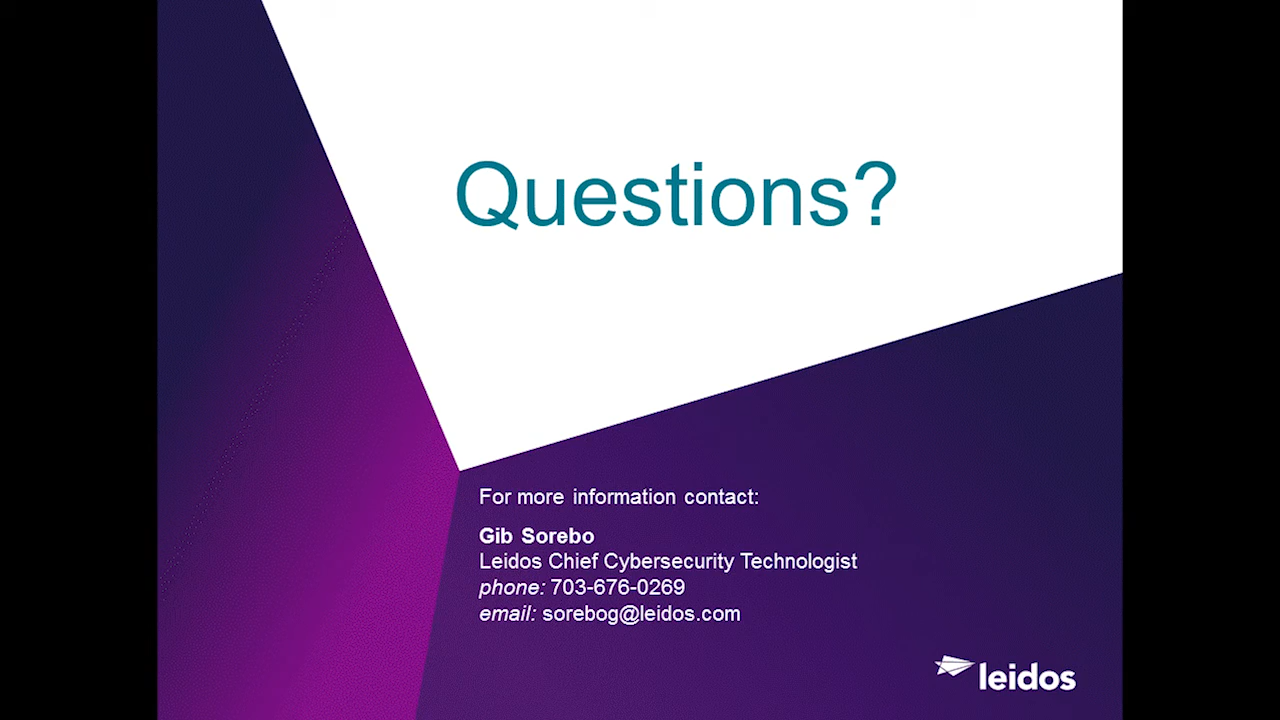 Questions?
For more information contact:
Gib Sorebo
Leidos Chief Cybersecurity Technologist
phone: 703-676-0269
email: sorebog@leidos.com
leidos